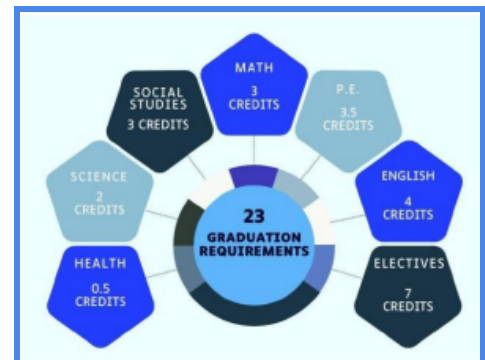 MATH
3
CREDITS
SOCIAL
STUDIES
3 CREDITS
P.E.
3.5
CREDITS
SCIENCE
2
CREDITS
ENGLISH
4
CREDITS
23
GRADUATION
REQUIREMENTS
HEALTH
0.5
CREDITS
ELECTIVES
7
CREDITS